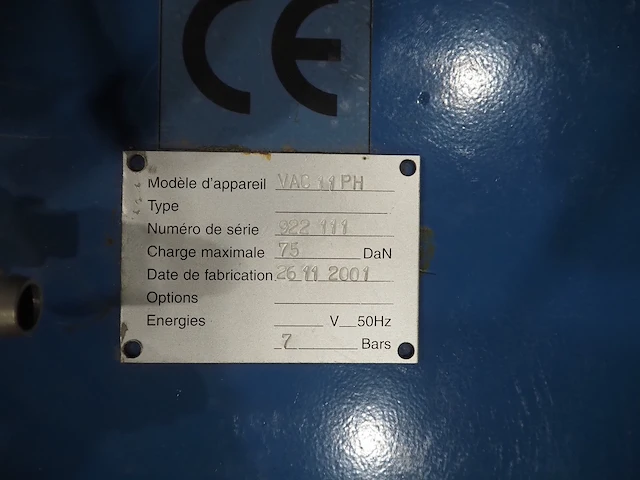 CE
Modèle d'appareil VAC 11 PH
Type
Numéro de série 922 111
Charge maximale 75 DaN
Date de fabrication 26 11 2001
Options
Energies V 50Hz
7 Bars